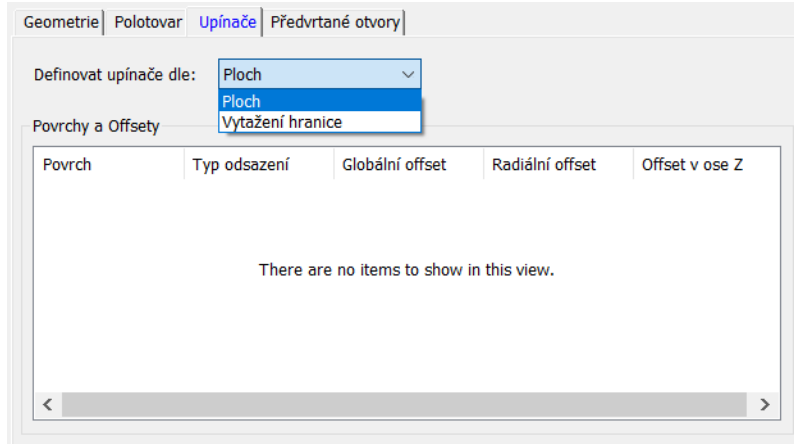 Geometrie Polotovar Upínače Předvrtané otvory
Definovat upínače dle: Ploch
Ploch
Vytažení hranice
Povrchy a Offsety
Povrch Typ odsazení Globální offset Radiální offset Offset v ose Z
There are no items to show in this view.